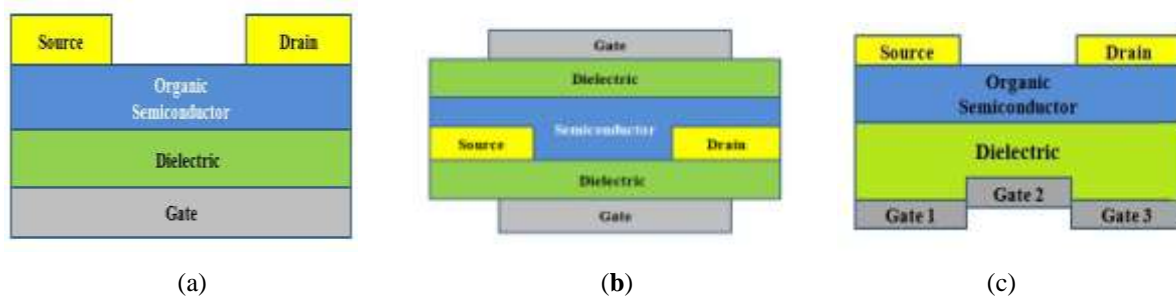 Source Drain
Organic
Semiconductor
Dielectric
Gate
(a)
Gate
Dielectric
Semiconductor
Source Drain
Dielectric
Gate
(b)
Source Drain
Organic
Semiconductor
Dielectric
Gate 2
Gate 1 Gate 3
(c)